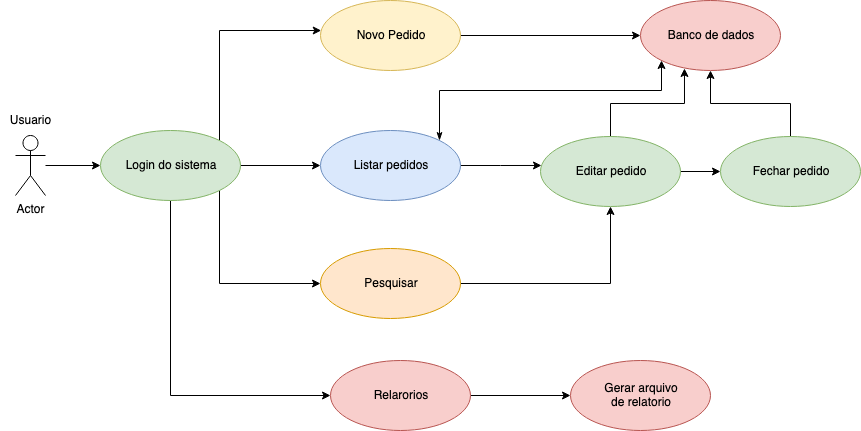 Novo Pedido
Banco de dados
Usuario
Login do sistema
Listar pedidos
Editar pedido
Fechar pedido
Actor
Pesquisar
Relarorios
Gerar arquivo
de relatorio